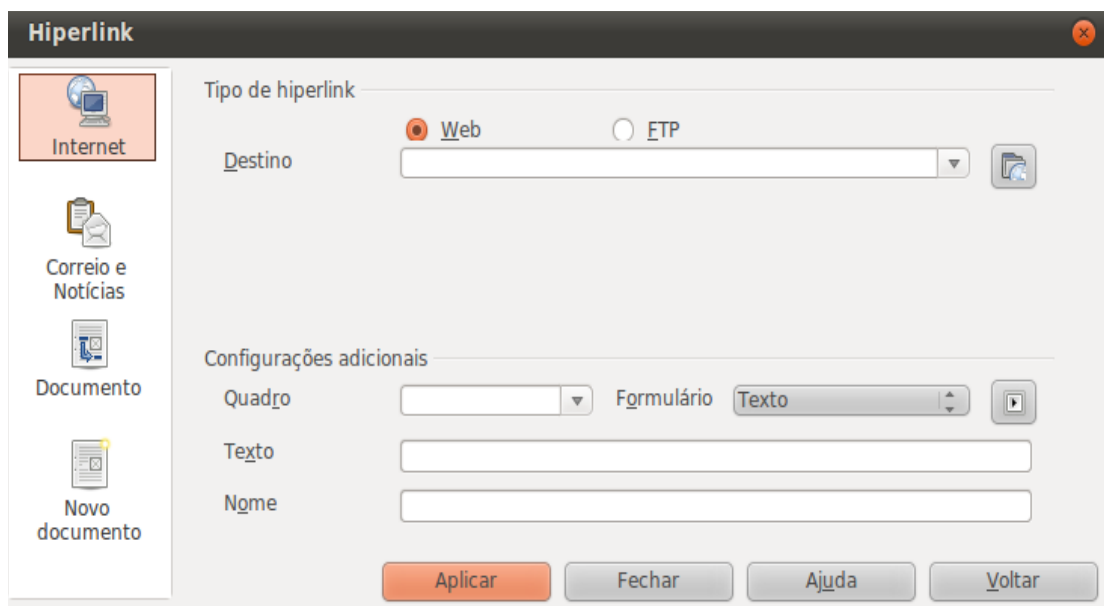 Hiperlink
Internet
Correio e
Notícias
Documento
Novo
documento
Tipo de hiperlink
Web FTP
Destino
Configurações adicionais
Quadro Formulário Texto
Texto
Nome
Aplicar Fechar Ajuda Voltar